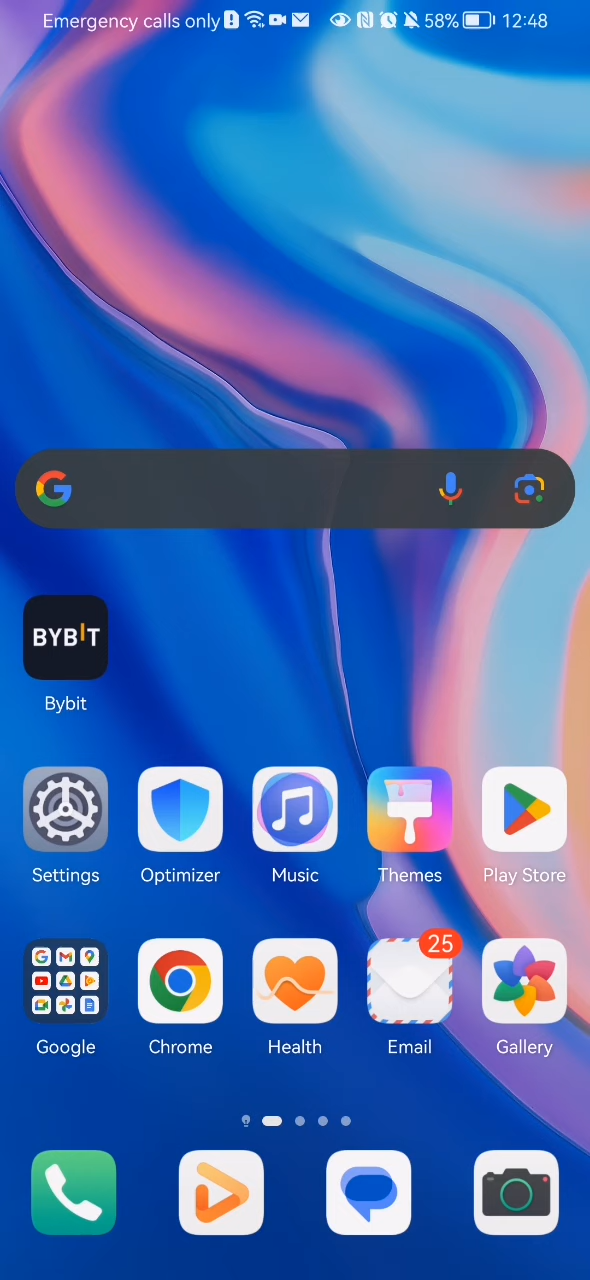 Emergency calls only 58% 12:48
BYBIT
Bybit
Settings Optimizer Music Themes Play Store
25
Google Chrome Health Email Gallery